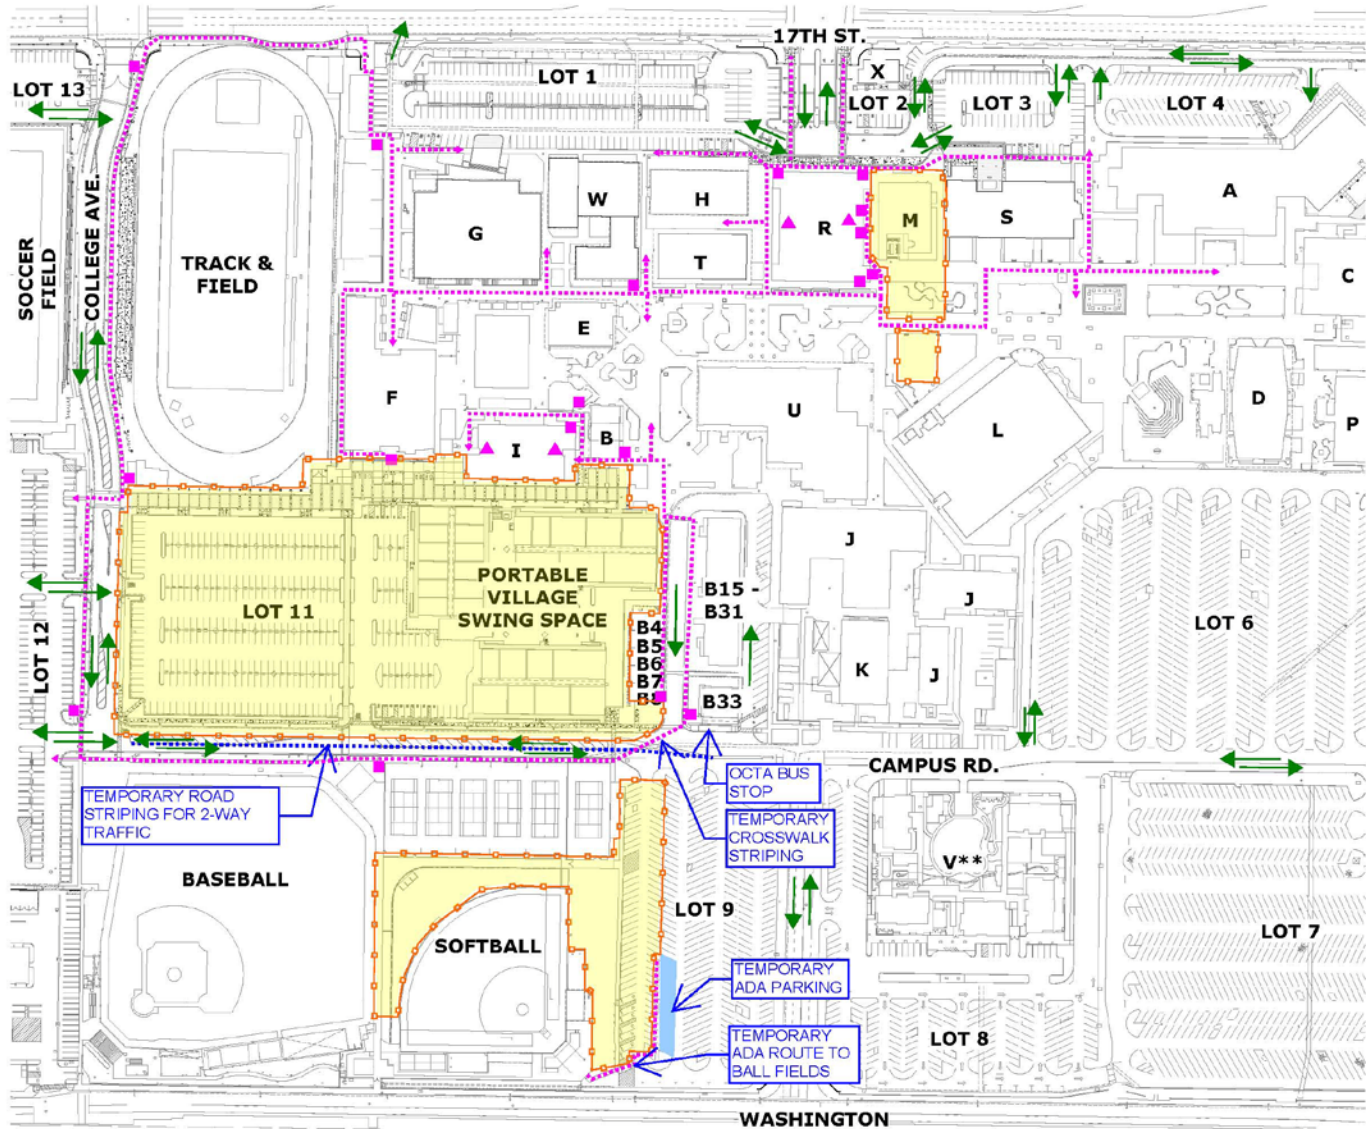 17TH ST.
LOT 13
LOT 1
X
LOT 2
LOT 3
LOT 4
COLLEGE AVE.
SOCCER
FIELD
TRACK &
FIELD
G
W
H
T
R
M
S
A
C
E
F
I
B
U
L
D
P
LOT 12
LOT 11
PORTABLE
VILLAGE
SWING SPACE
B4
B5
B6
B7
B8
B15 -
B31
B33
J
J
K
J
LOT 6
CAMPUS RD.
TEMPORARY ROAD
STRIPING FOR 2-WAY
TRAFFIC
OCTA BUS
STOP
TEMPORARY
CROSSWALK
STRIPING
V**
BASEBALL
SOFTBALL
LOT 9
LOT 7
TEMPORARY
ADA PARKING
TEMPORARY
ADA ROUTE TO
BALL FIELDS
LOT 8
WASHINGTON